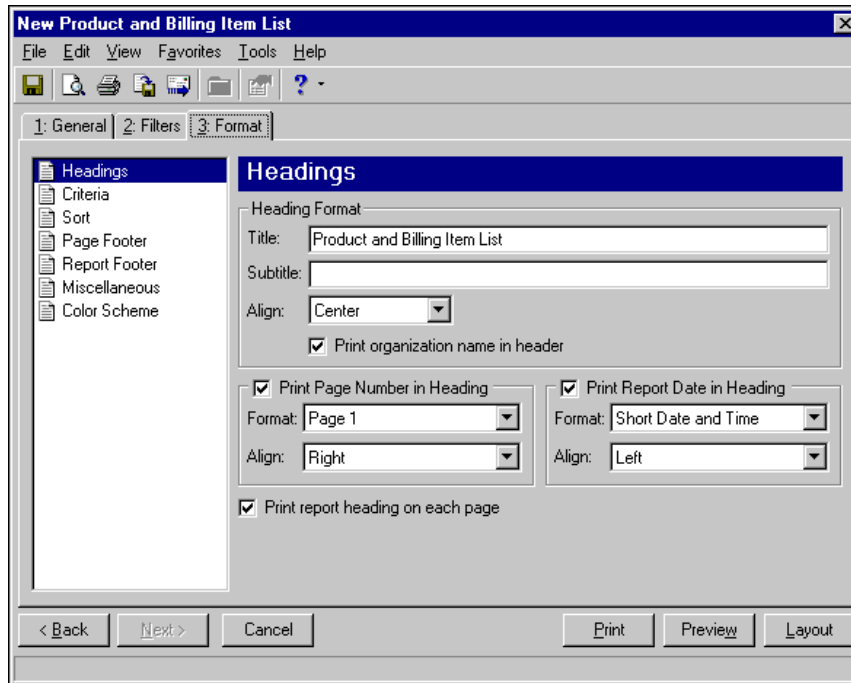 New Product and Billing Item List
File Edit View Favorites Tools Help
?
1: General 2: Filters 3: Format
Headings
Criteria
Sort
Page Footer
Report Footer
Miscellaneous
Color Scheme
Headings
Heading Format
Title: Product and Billing Item List
Subtitle:
Align: Center
Print organization name in header
Print Page Number in Heading
Format: Page 1
Align: Right
Print Report Date in Heading
Format: Short Date and Time
Align: Left
Print report heading on each page
< Back Next > Cancel Print Preview Layout